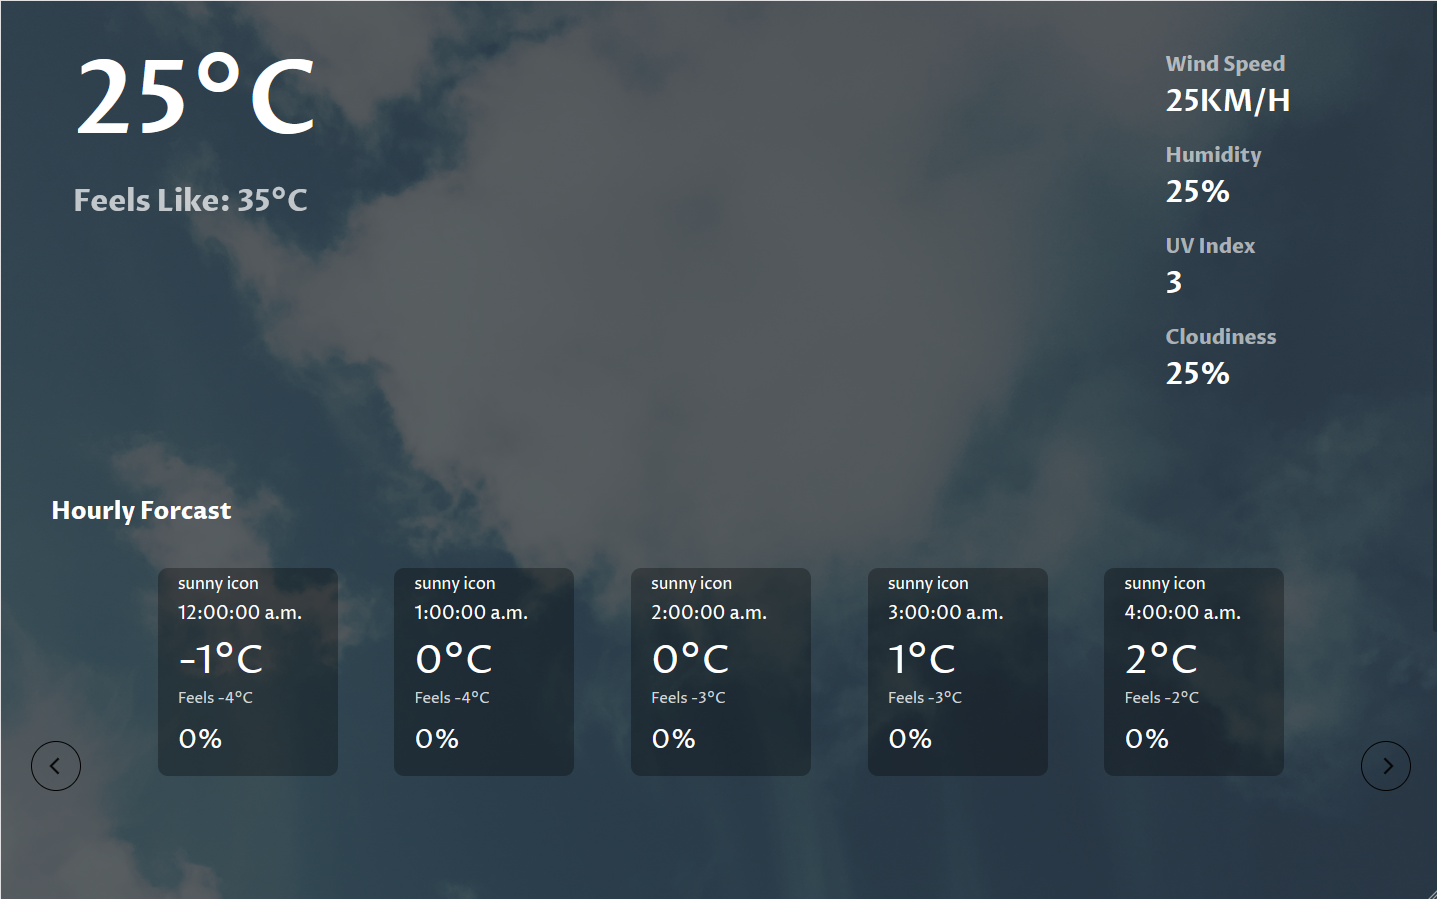 25°C
Feels Like: 35°C
Wind Speed
25KM/H
Humidity
25%
UV Index
3
Cloudiness
25%
Hourly Forcast
sunny icon
12:00:00 a.m.
-1°C
Feels -4°C
0%
sunny icon
1:00:00 a.m.
0°C
Feels -4°C
0%
sunny icon
2:00:00 a.m.
0°C
Feels -3°C
0%
sunny icon
3:00:00 a.m.
1°C
Feels -3°C
0%
sunny icon
4:00:00 a.m.
2°C
Feels -2°C
0%